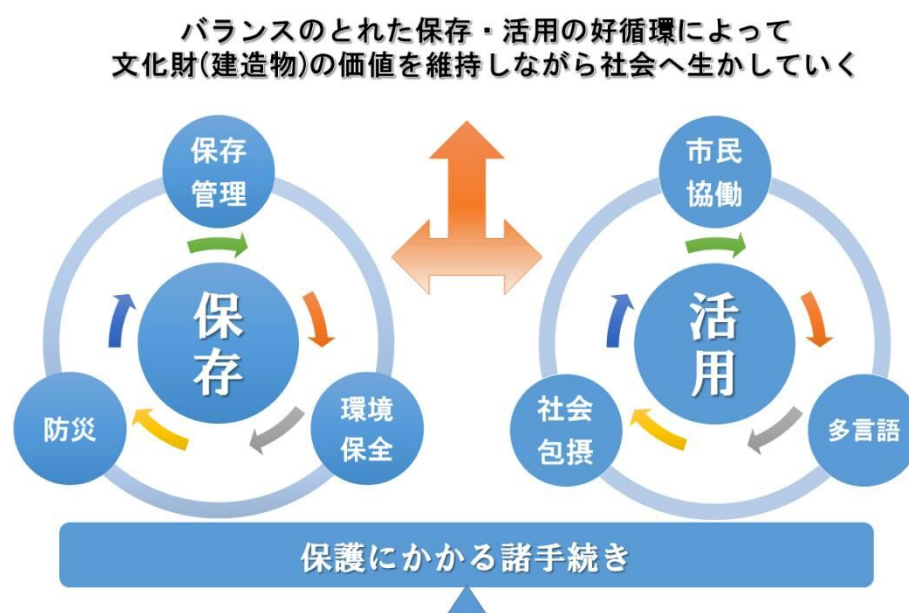 バランスのとれた保存・活用の好循環によって
文化財(建造物)の価値を維持しながら社会へ生かしていく
保存
管理
保存
防災
環境
保全
市民
協働
活用
社会
包摂
多言語
保護にかかる諸手続き